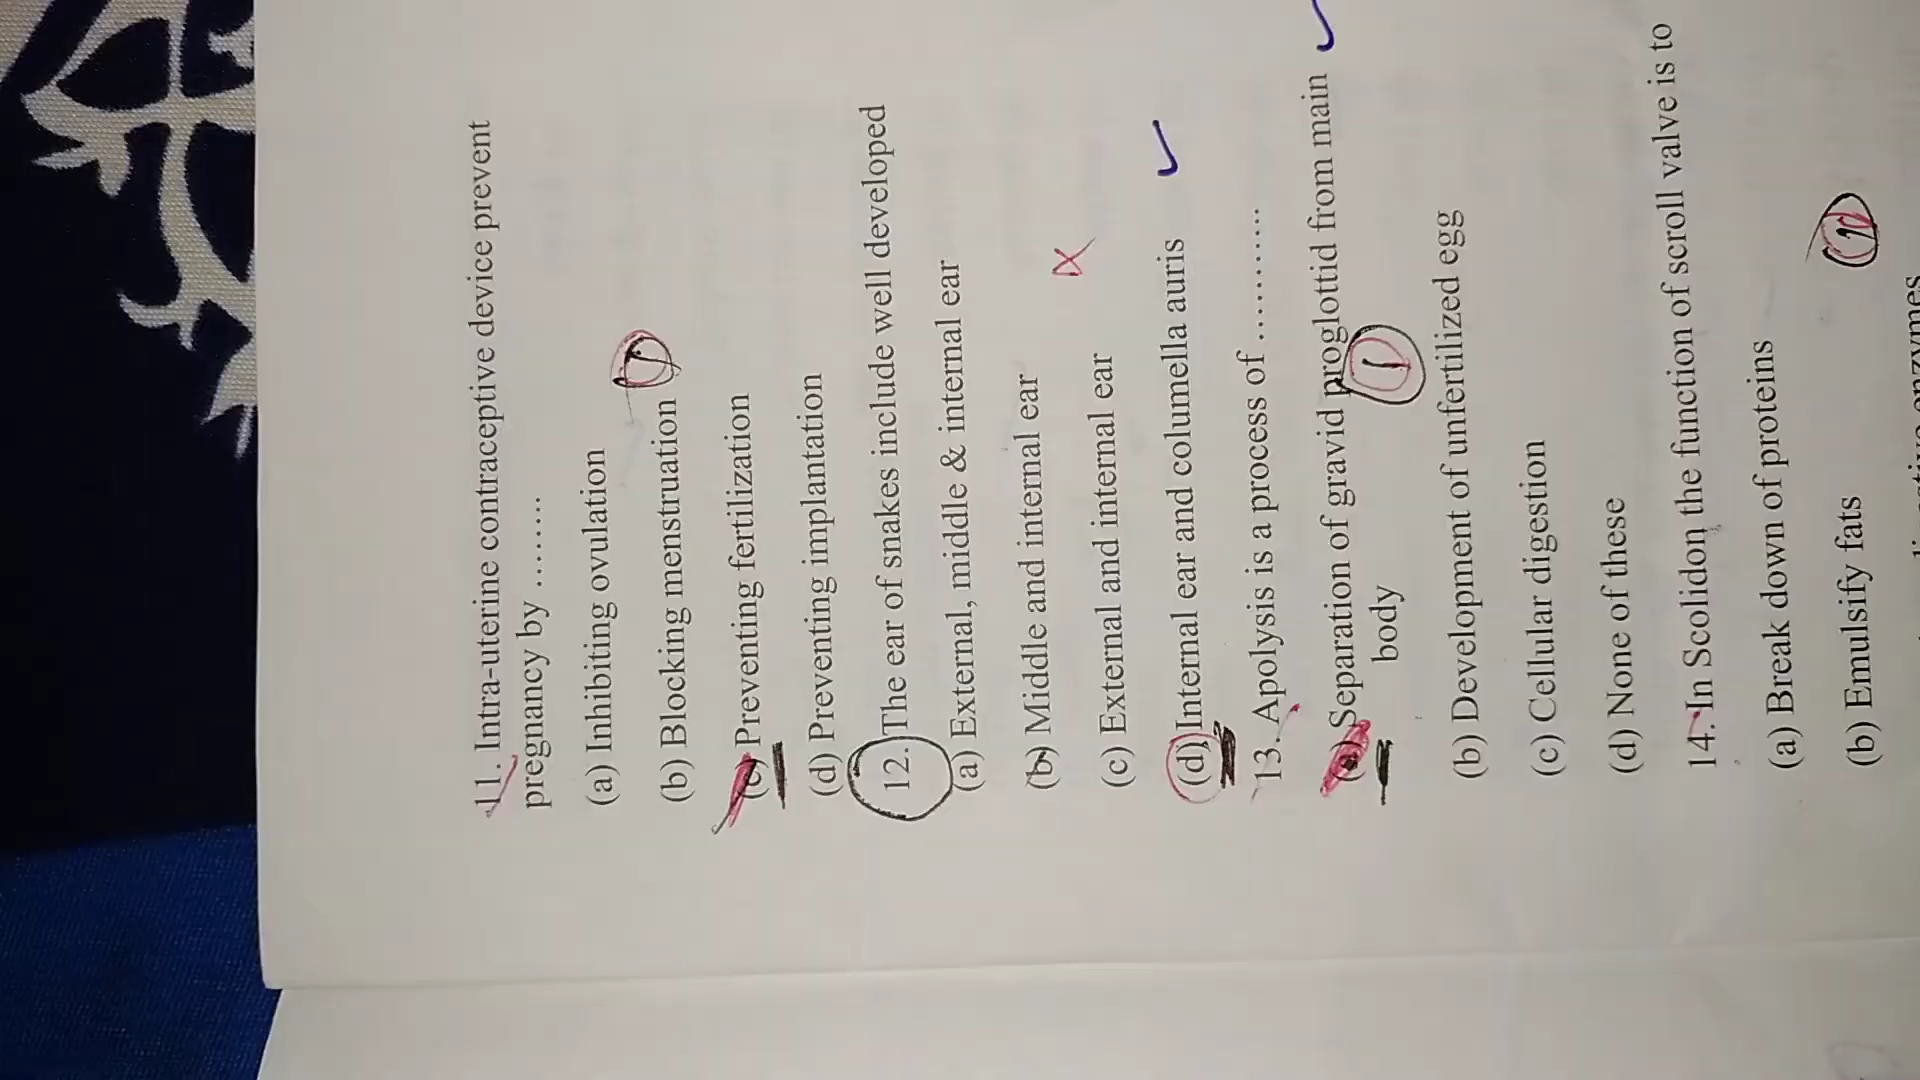 11. Intra-uterine contraceptive device prevent
pregnancy by ........
(a) Inhibiting ovulation
(b) Blocking menstruation
(c) Preventing fertilization
(d) Preventing implantation
12. The ear of snakes include well developed
(a) External, middle & internal ear
(b) Middle and internal ear
(c) External and internal ear
(d) Internal ear and columella auris
13. Apolysis is a process of ..........
(a) Separation of gravid proglottid from main
body
(b) Development of unfertilized egg
(c) Cellular digestion
(d) None of these
14. In Scolidon the function of scroll valve is to
(a) Break down of proteins
(b) Emulsify fats
enzymes